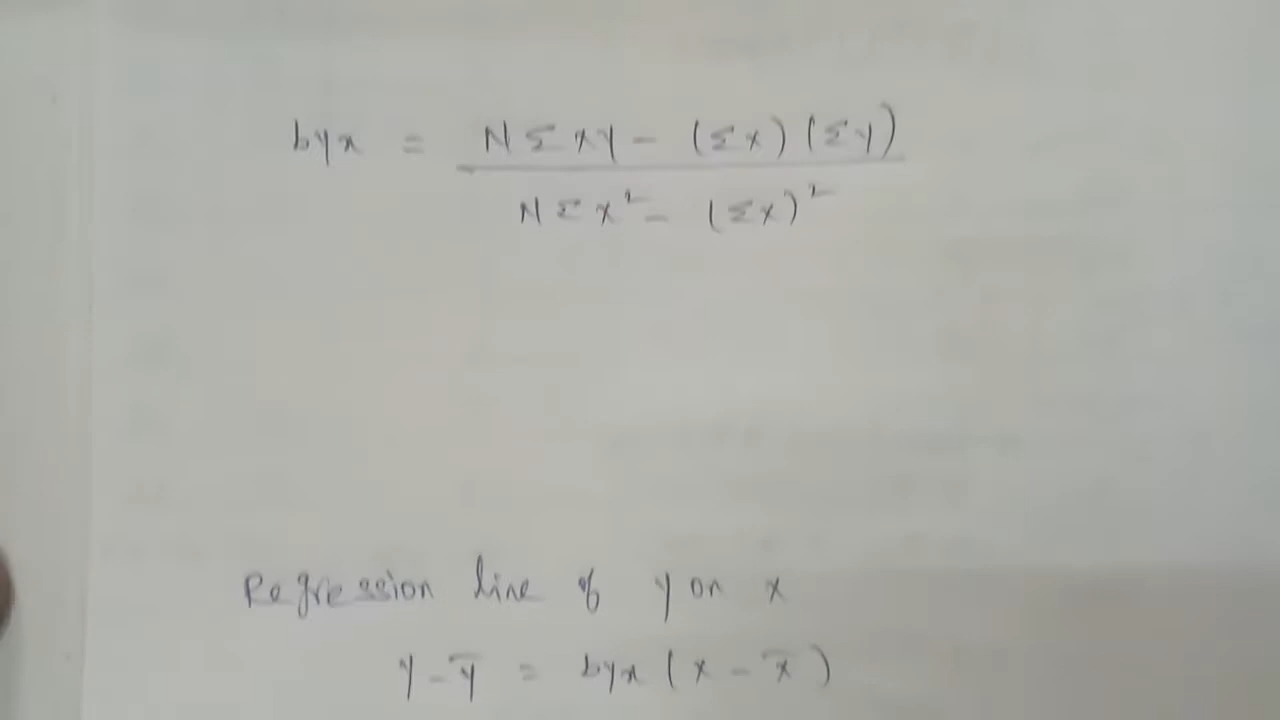 byx = NΣXY - (ΣX)(ΣY)
NΣX² - (ΣX)²
Regression line of Y on X
Y - Y̅ = byx (X - X̅)